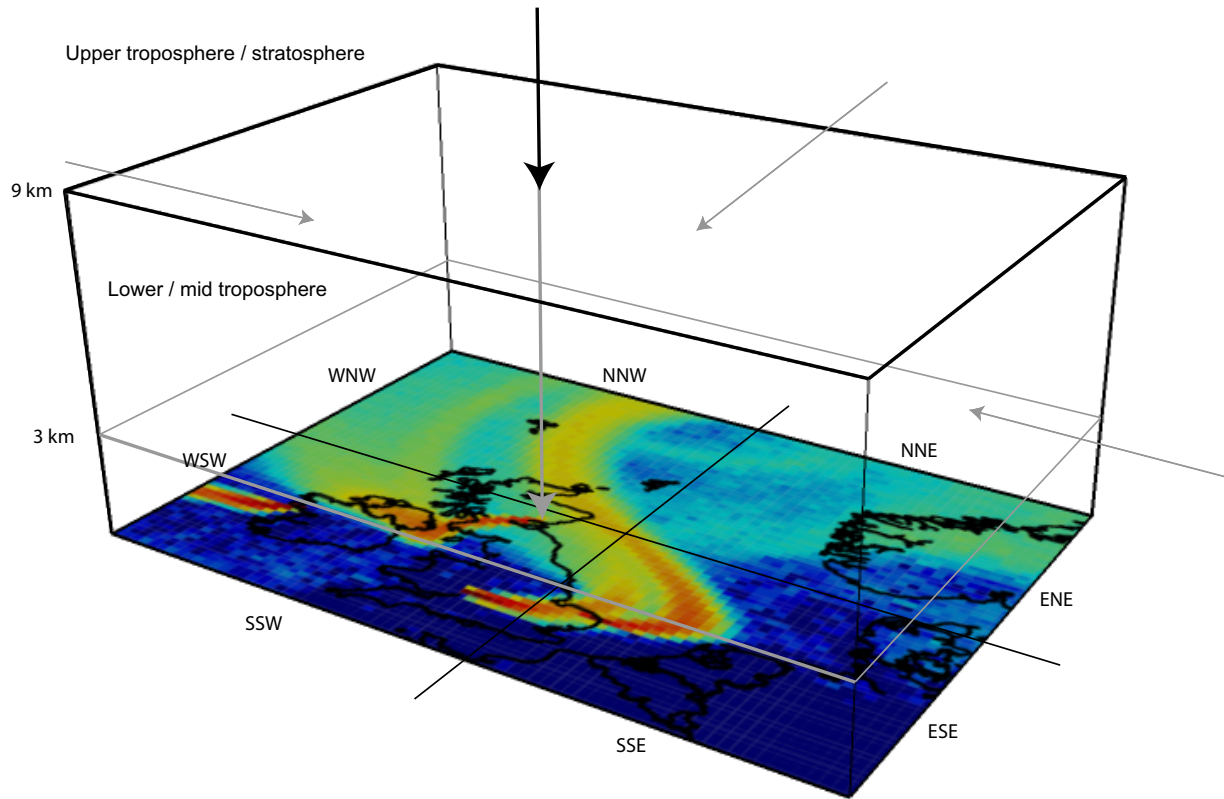 Upper troposphere / stratosphere
9 km
Lower / mid troposphere
WNW
NNW
3 km
WSW
NNE
ENE
SSW
ESE
SSE